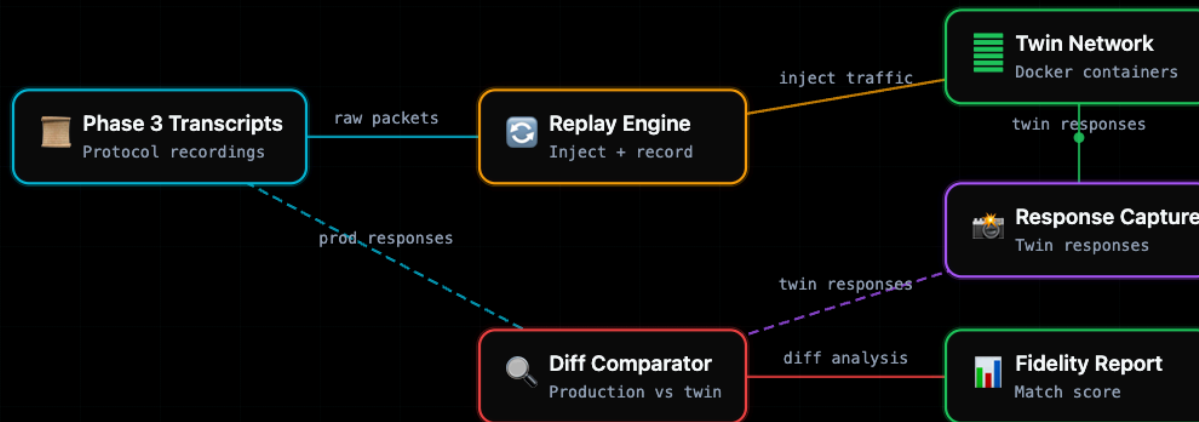 Twin Network
Docker containers
inject traffic
Phase 3 Transcripts
Protocol recordings
raw packets
Replay Engine
Inject + record
twin responses
Response Capture
Twin responses
prod responses
twin responses
Diff Comparator
Production vs twin
diff analysis
Fidelity Report
Match score